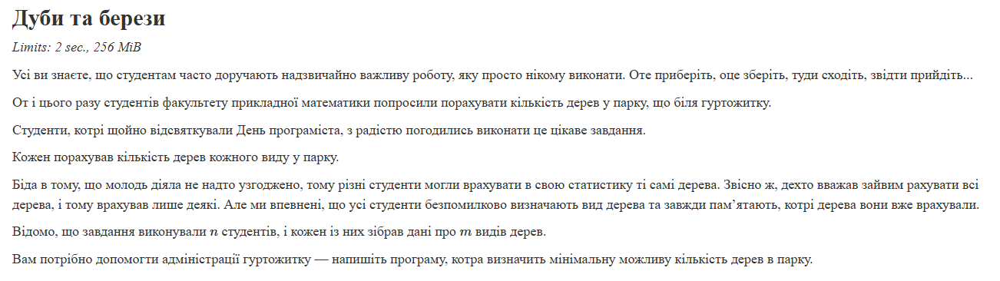 Дуби та берези
Limits: 2 sec., 256 MiB
Усі ви знаєте, що студентам часто доручають надзвичайно важливу роботу, яку просто нікому виконати. Оте приберіть, оце зберіть, туди сходіть, звідти прийдіть...
От і цього разу студентів факультету прикладної математики попросили порахувати кількість дерев у парку, що біля гуртожитку.
Студенти, котрі щойно відсвяткували День програміста, з радістю погодились виконати це цікаве завдання.
Кожен порахував кількість дерев кожного виду у парку.
Біда в тому, що молодь діяла не надто узгоджено, тому різні студенти могли врахувати в свою статистику ті самі дерева. Звісно ж, дехто вважав зайвим рахувати всі
дерева, і тому врахував лише деякі. Але ми впевнені, що усі студенти безпомилково визначають вид дерева та завжди пам’ятають, котрі дерева вони вже врахували.
Відомо, що завдання виконували n студентів, і кожен із них зібрав дані про m видів дерев.
Вам потрібно допомогти адміністрації гуртожитку — напишіть програму, котра визначить мінімальну можливу кількість дерев в парку.